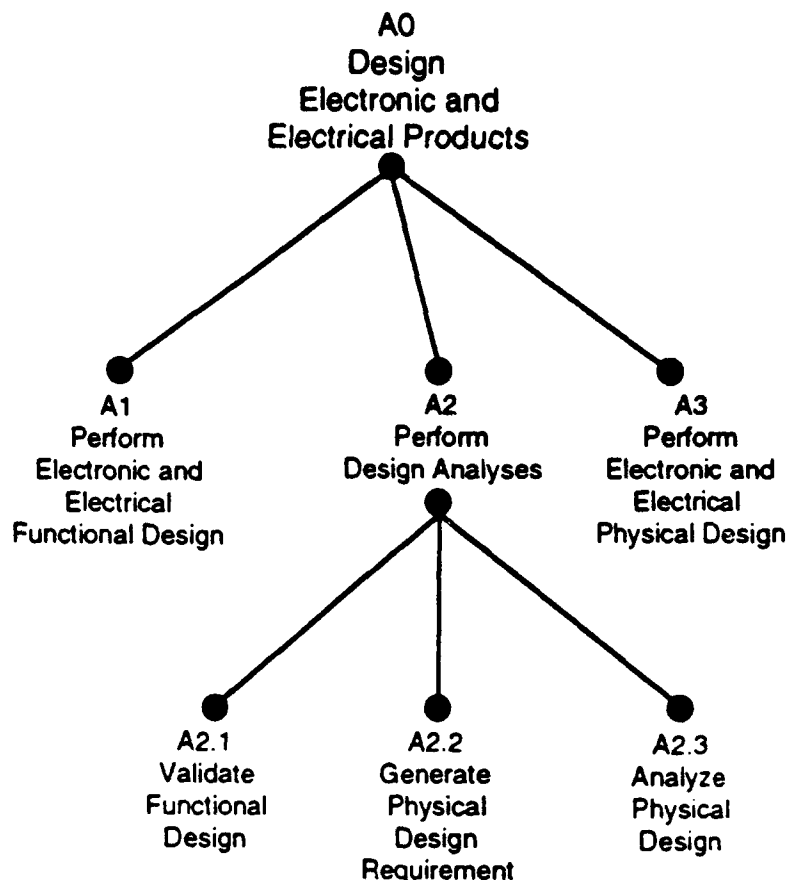 A0
Design
Electronic and
Electrical Products
A1
Perform
Electronic and
Electrical
Functional Design
A2
Perform
Design Analyses
A3
Perform
Electronic and
Electrical
Physical Design
A2.1
Validate
Functional
Design
A2.2
Generate
Physical
Design
Requirement
A2.3
Analyze
Physical
Design